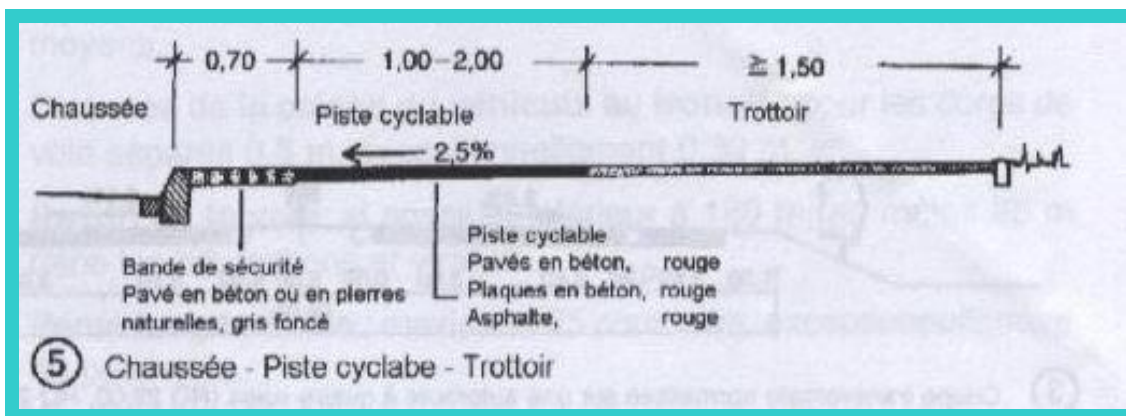 0,70 1,00-2,00 ≧ 1,50
Chaussée Piste cyclable Trottoir
2,5%
Bande de sécurité
Pavé en béton ou en pierres
naturelles, gris foncé
Piste cyclable
Pavés en béton, rouge
Plaques en béton, rouge
Asphalte, rouge
5 Chaussée - Piste cyclabe - Trottoir